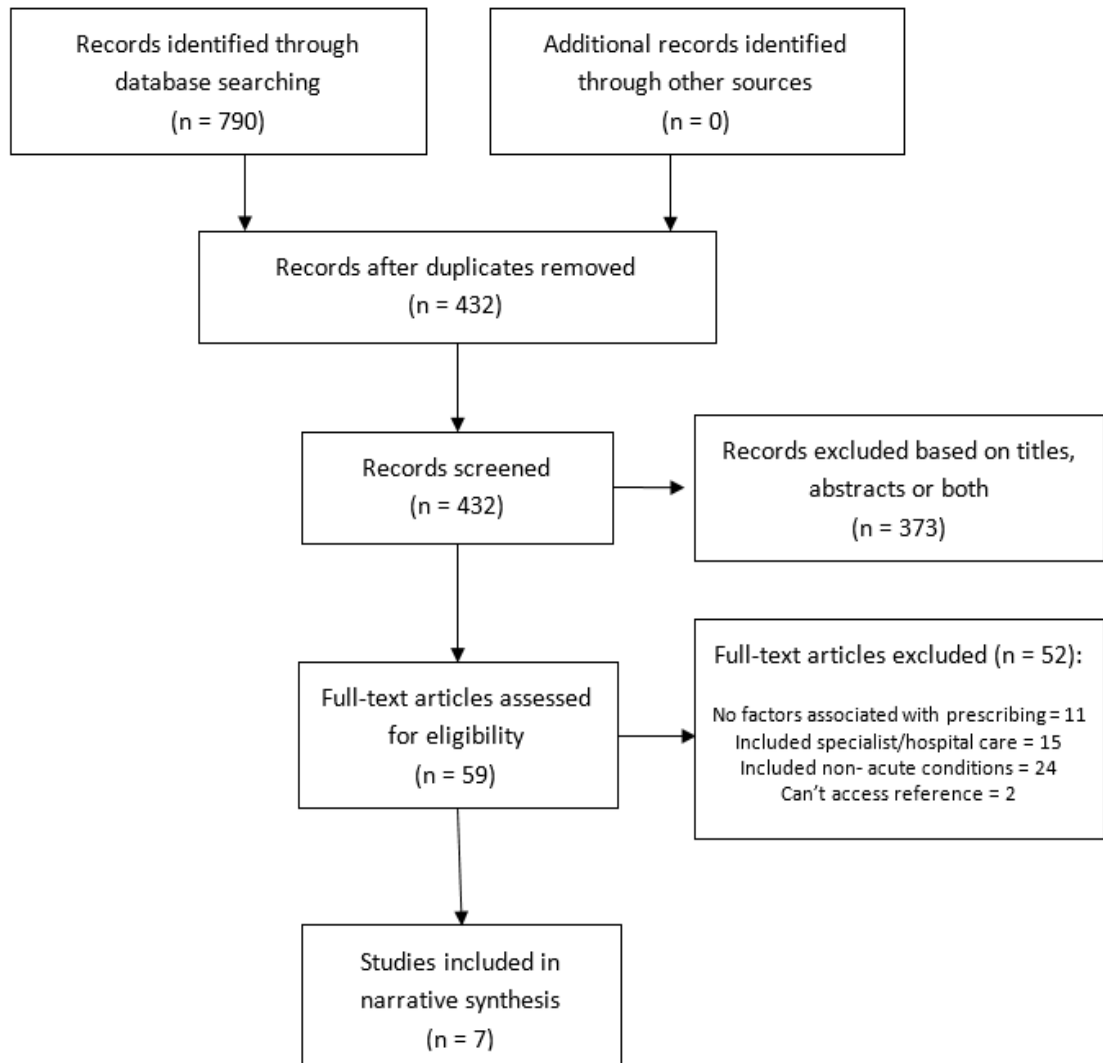 Records identified through
database searching
(n = 790)
Additional records identified
through other sources
(n = 0)
Records after duplicates removed
(n = 432)
Records screened
(n = 432)
Records excluded based on titles,
abstracts or both
(n = 373)
Full-text articles assessed
for eligibility
(n = 59)
Full-text articles excluded (n = 52):
No factors associated with prescribing = 11
Included specialist/hospital care = 15
Included non- acute conditions = 24
Can’t access reference = 2
Studies included in
narrative synthesis
(n = 7)